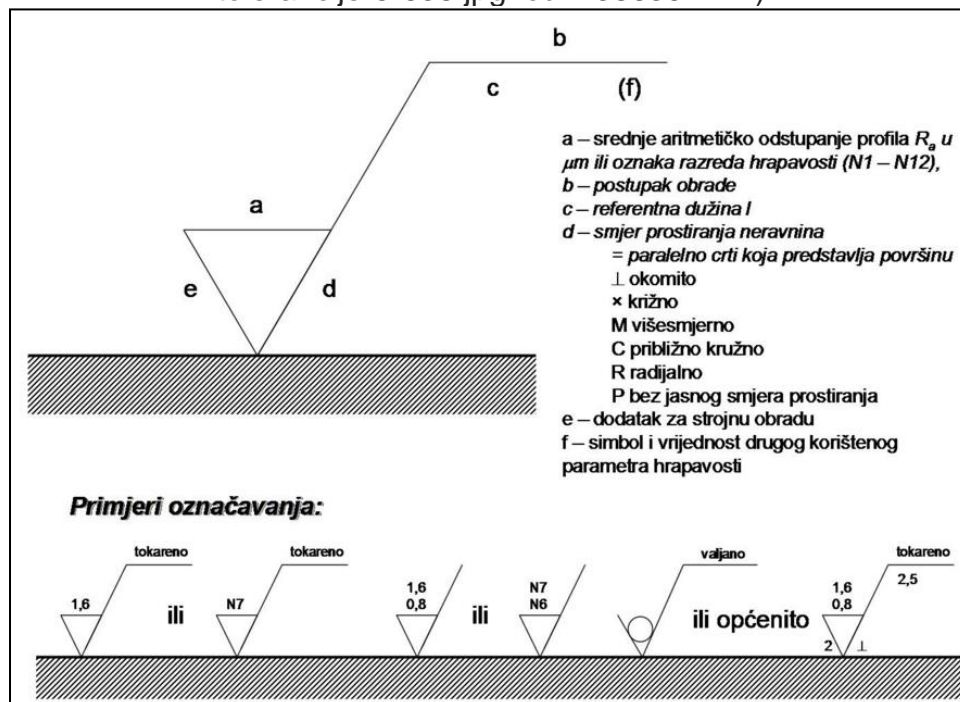 b
c (f)
a
e d
a – srednje aritmetičko odstupanje profila Rₐ u
μm ili oznaka razreda hrapavosti (N1 – N12),
b – postupak obrade
c – referentna dužina l
d – smjer prostiranja neravnina
= paralelno crti koja predstavlja površinu
⊥ okomito
× križno
M višesmjerno
C približno kružno
R radijalno
P bez jasnog smjera prostiranja
e – dodatak za strojnu obradu
f – simbol i vrijednost drugog korištenog
parametra hrapavosti
Primjeri označavanja:
tokareno tokareno valjano tokareno
1,6 N7 1,6 2,5
1,6 ili N7 0,8 ili N6 ili općenito 0,8
2 ⊥